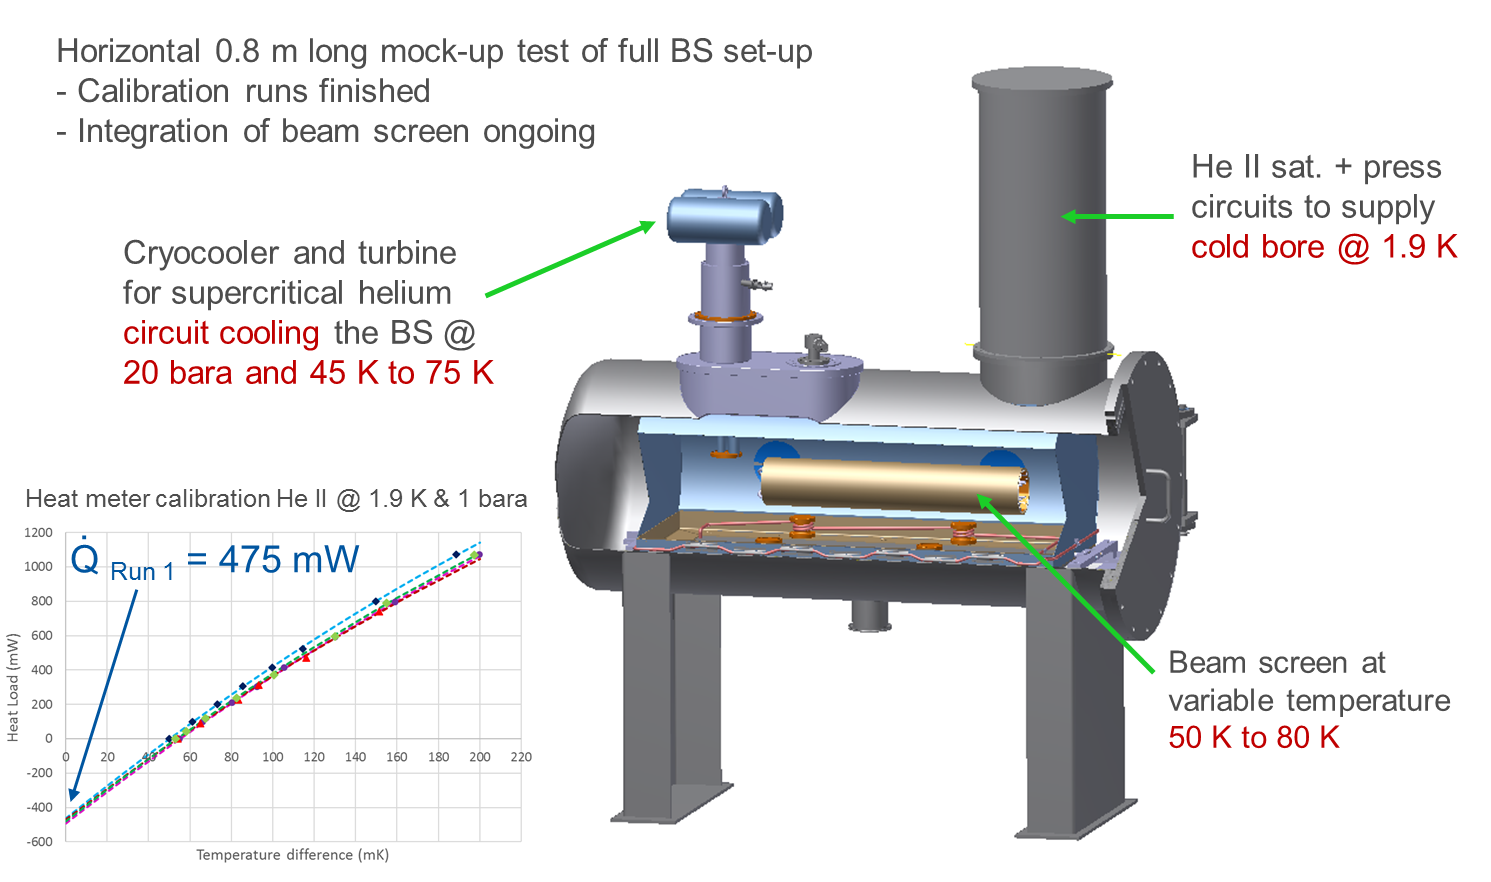 Horizontal 0.8 m long mock-up test of full BS set-up
- Calibration runs finished
- Integration of beam screen ongoing
He II sat. + press
circuits to supply
cold bore @ 1.9 K
Cryocooler and turbine
for supercritical helium
circuit cooling the BS @
20 bara and 45 K to 75 K
Heat meter calibration He II @ 1.9 K & 1 bara
Q̇ Run 1 = 475 mW
Heat Load (mW)
1200
1000
800
600
400
200
0
-200
-400
-600
0 20 40 60 80 100 120 140 160 180 200 220
Temperature difference (mK)
Beam screen at
variable temperature
50 K to 80 K